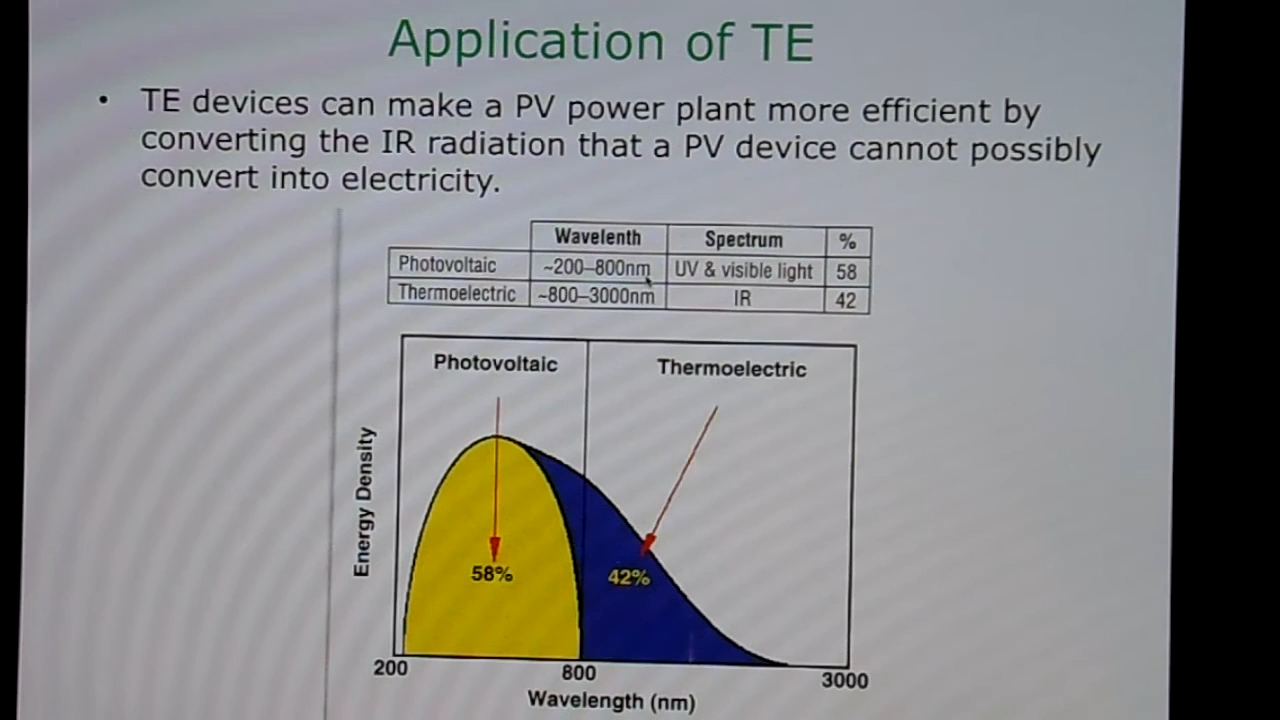 Application of TE
• TE devices can make a PV power plant more efficient by
converting the IR radiation that a PV device cannot possibly
convert into electricity.
Wavelenth Spectrum %
Photovoltaic ~200–800nm UV & visible light 58
Thermoelectric ~800–3000nm IR 42
Photovoltaic Thermoelectric
Energy Density
58% 42%
200 800 3000
Wavelength (nm)